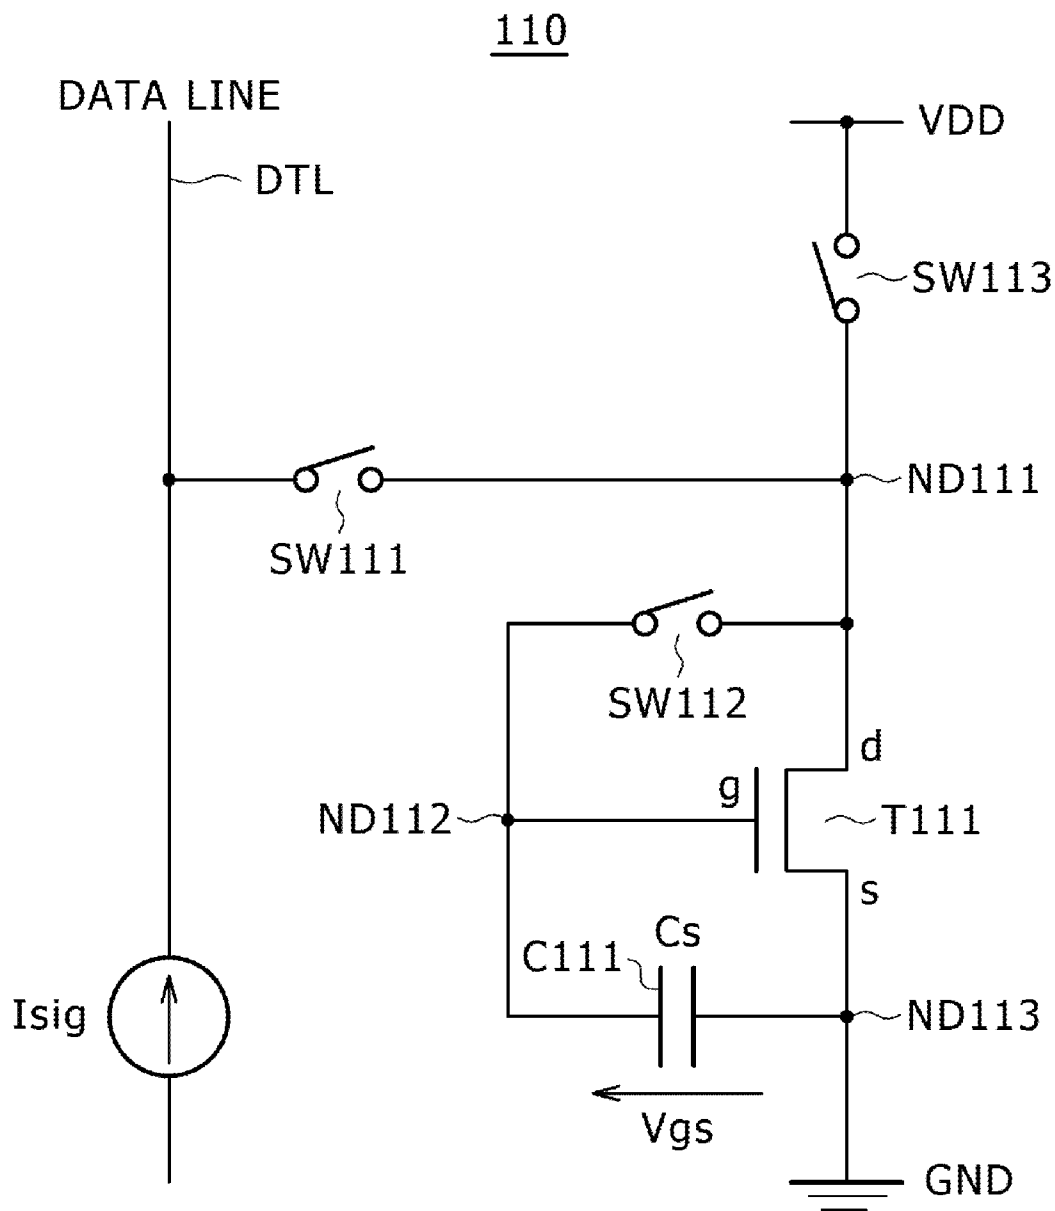 110
DATA LINE
VDD
DTL
SW113
ND111
SW111
SW112
d
g
ND112
T111
s
Cs
C111
Isig
ND113
Vgs
GND